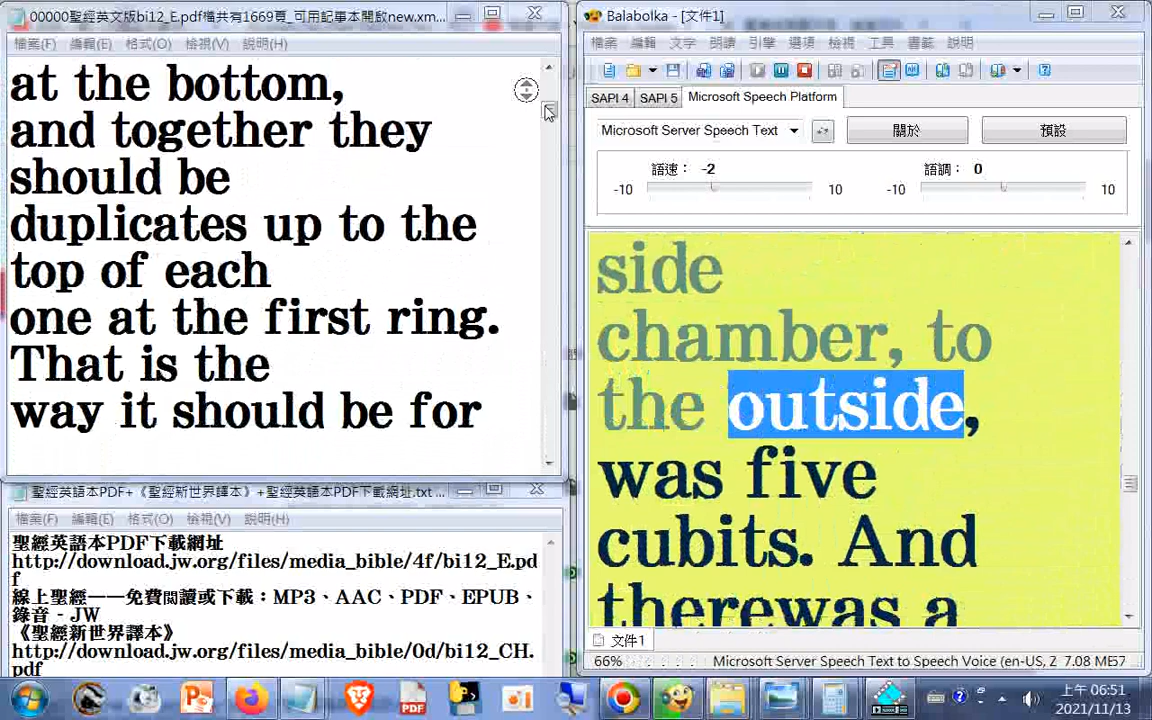 00000聖經英文版bi12_E.pdf檔共有1669頁_可用記事本開啟new.xm...
檔案(F) 編輯(E) 格式(O) 檢視(V) 說明(H)
at the bottom,
and together they
should be
duplicates up to the
top of each
one at the first ring.
That is the
way it should be for
聖經英語本PDF+《聖經新世界譯本》+聖經英語本PDF下載網址.txt ...
檔案(F) 編輯(E) 格式(O) 檢視(V) 說明(H)
聖經英語本PDF下載網址
http://download.jw.org/files/media_bible/4f/bi12_E.pd
f
線上聖經──免費閱讀或下載：MP3、AAC、PDF、EPUB、
錄音 - JW
《聖經新世界譯本》
http://download.jw.org/files/media_bible/0d/bi12_CH.
pdf
Balabolka - [文件1]
檔案 編輯 文字 朗讀 引擎 選項 檢視 工具 書籤 說明
SAPI 4 SAPI 5 Microsoft Speech Platform
Microsoft Server Speech Text 關於 預設
語速： -2 語調： 0
-10 10 -10 10
side
chamber, to
the outside,
was five
cubits. And
therewas a
文件1
66% Microsoft Server Speech Text to Speech Voice (en-US, Z 7.08 ME57
上午 06:51
2021/11/13